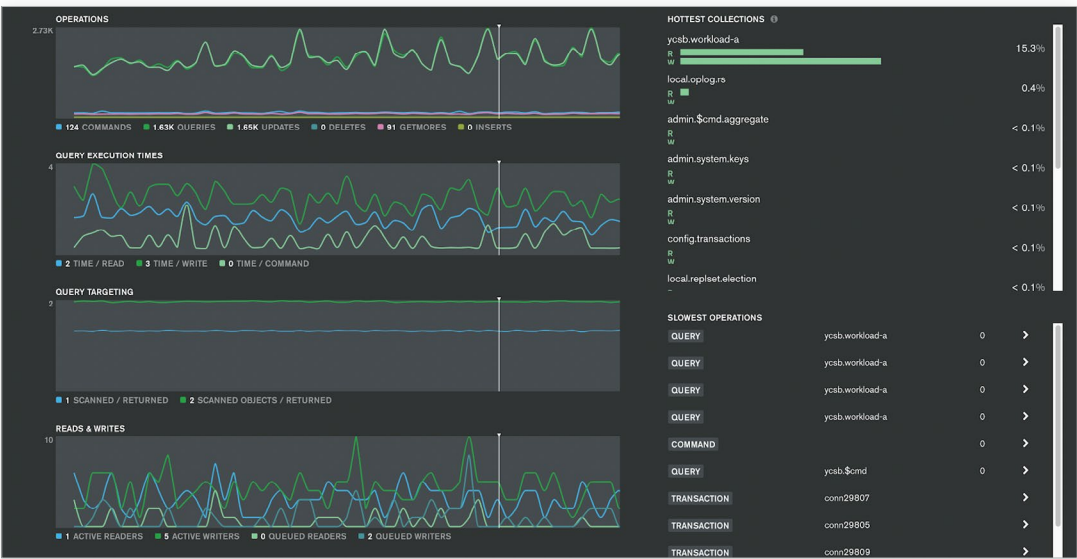 OPERATIONS
2.73K
124 COMMANDS 1.63K QUERIES 1.65K UPDATES 0 DELETES 91 GETMORES 0 INSERTS
QUERY EXECUTION TIMES
4
2 TIME / READ 3 TIME / WRITE 0 TIME / COMMAND
QUERY TARGETING
2
1 SCANNED / RETURNED 2 SCANNED OBJECTS / RETURNED
READS & WRITES
10
1 ACTIVE READERS 5 ACTIVE WRITERS 0 QUEUED READERS 2 QUEUED WRITERS
HOTTEST COLLECTIONS
ycsb.workload-a
R
W
15.3%
local.oplog.rs
R
W
0.4%
admin.$cmd.aggregate
R
W
< 0.1%
admin.system.keys
R
W
< 0.1%
admin.system.version
R
W
< 0.1%
config.transactions
R
W
< 0.1%
local.replset.election
< 0.1%
SLOWEST OPERATIONS
QUERY ycsb.workload-a 0
QUERY ycsb.workload-a 0
QUERY ycsb.workload-a 0
QUERY ycsb.workload-a 0
COMMAND 0
QUERY ycsb.$cmd 0
TRANSACTION conn29807
TRANSACTION conn29805
TRANSACTION conn29809